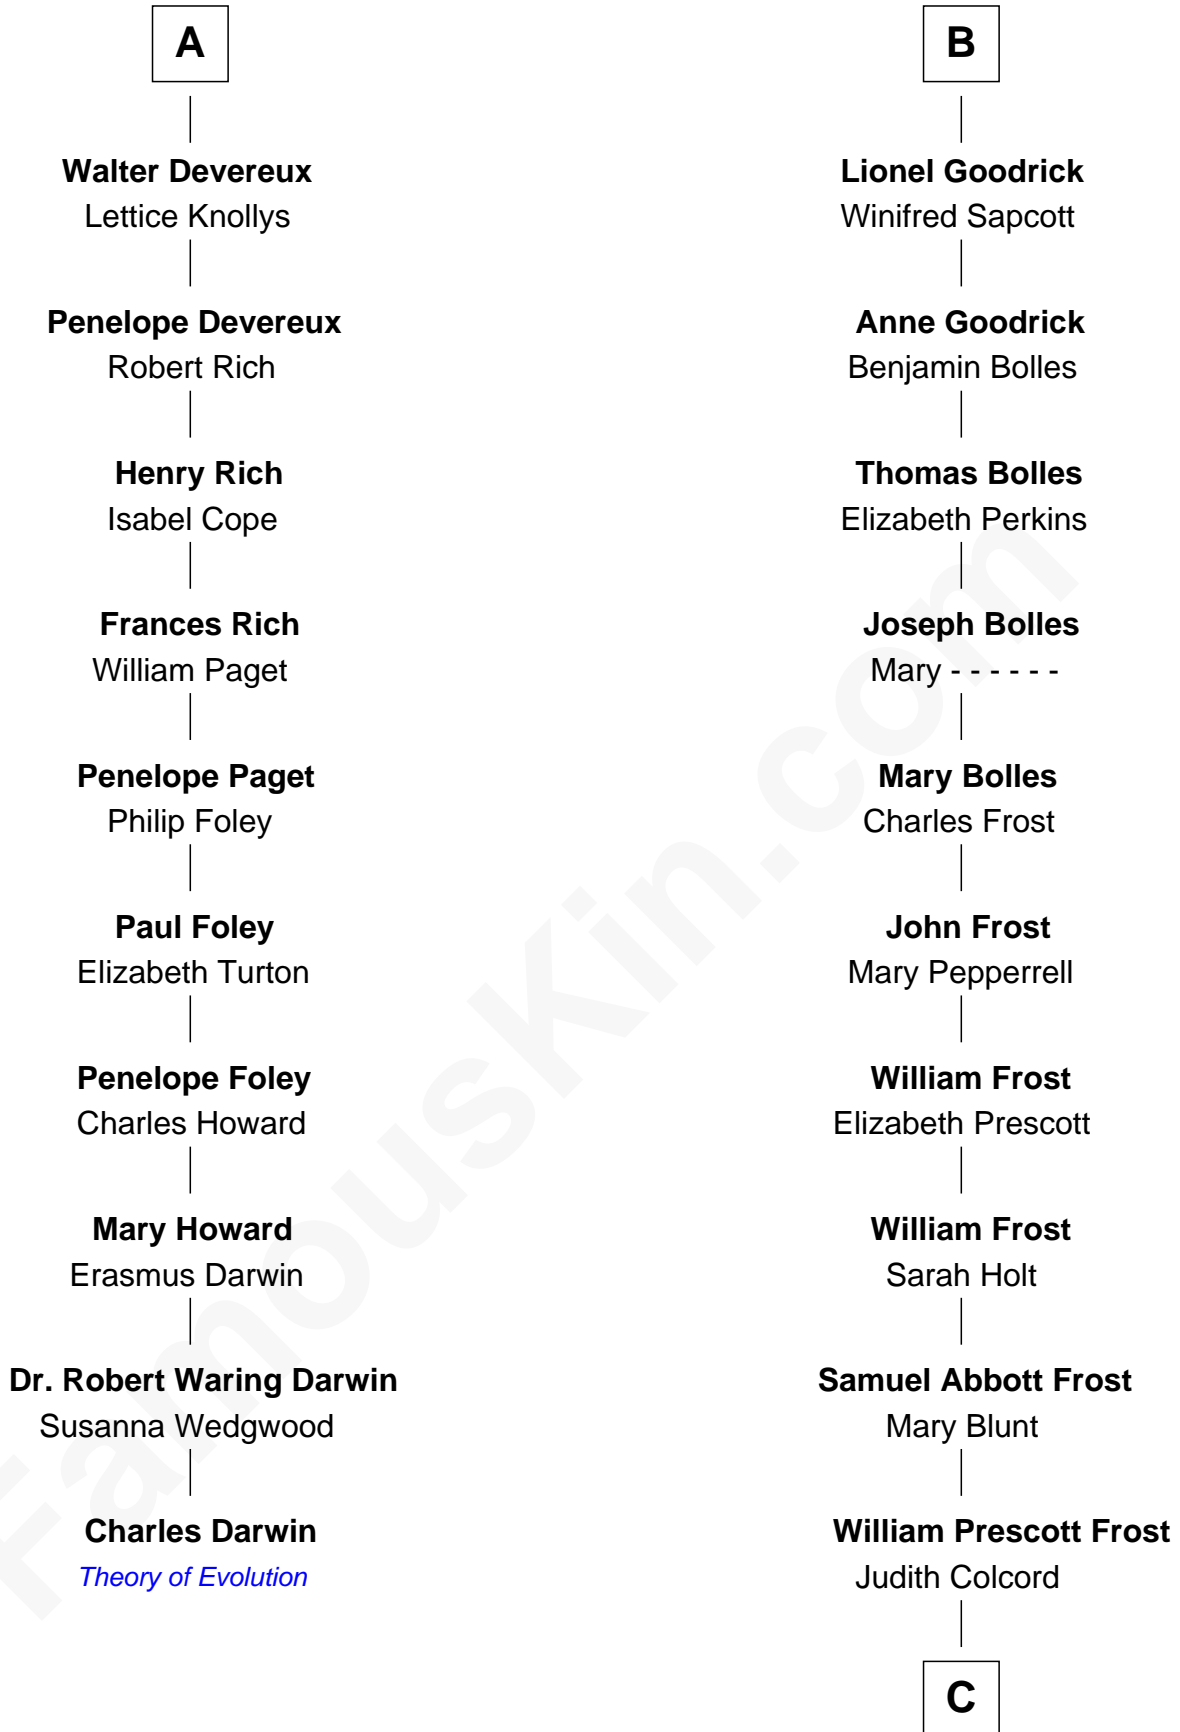 A
Walter Devereux
Lettice Knollys
Penelope Devereux
Robert Rich
Henry Rich
Isabel Cope
Frances Rich
William Paget
Penelope Paget
Philip Foley
Paul Foley
Elizabeth Turton
Penelope Foley
Charles Howard
Mary Howard
Erasmus Darwin
Dr. Robert Waring Darwin
Susanna Wedgwood
Charles Darwin
Theory of Evolution
B
Lionel Goodrick
Winifred Sapcott
Anne Goodrick
Benjamin Bolles
Thomas Bolles
Elizabeth Perkins
Joseph Bolles
Mary - - - - - -
Mary Bolles
Charles Frost
John Frost
Mary Pepperrell
William Frost
Elizabeth Prescott
William Frost
Sarah Holt
Samuel Abbott Frost
Mary Blunt
William Prescott Frost
Judith Colcord
C
FamousKin.com